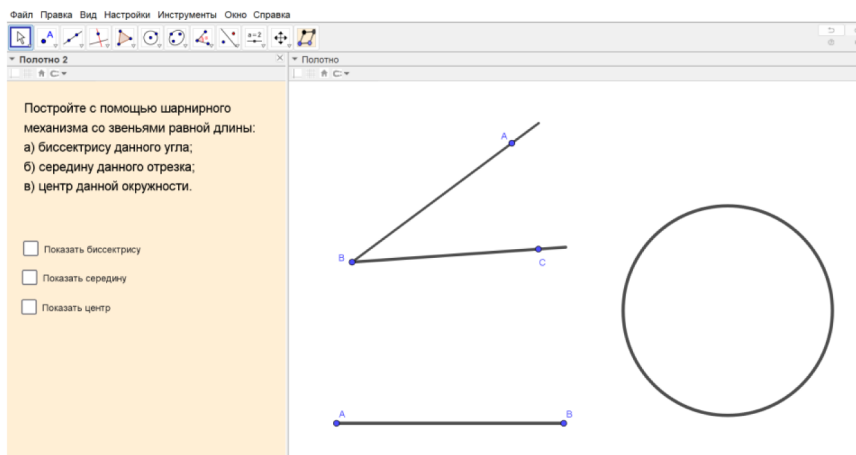 Файл Правка Вид Настройки Инструменты Окно Справка
A
a=2
Полотно 2
Полотно
Постройте с помощью шарнирного
механизма со звеньями равной длины:
а) биссектрису данного угла;
б) середину данного отрезка;
в) центр данной окружности.
Показать биссектрису
Показать середину
Показать центр
A
B
C
A
B